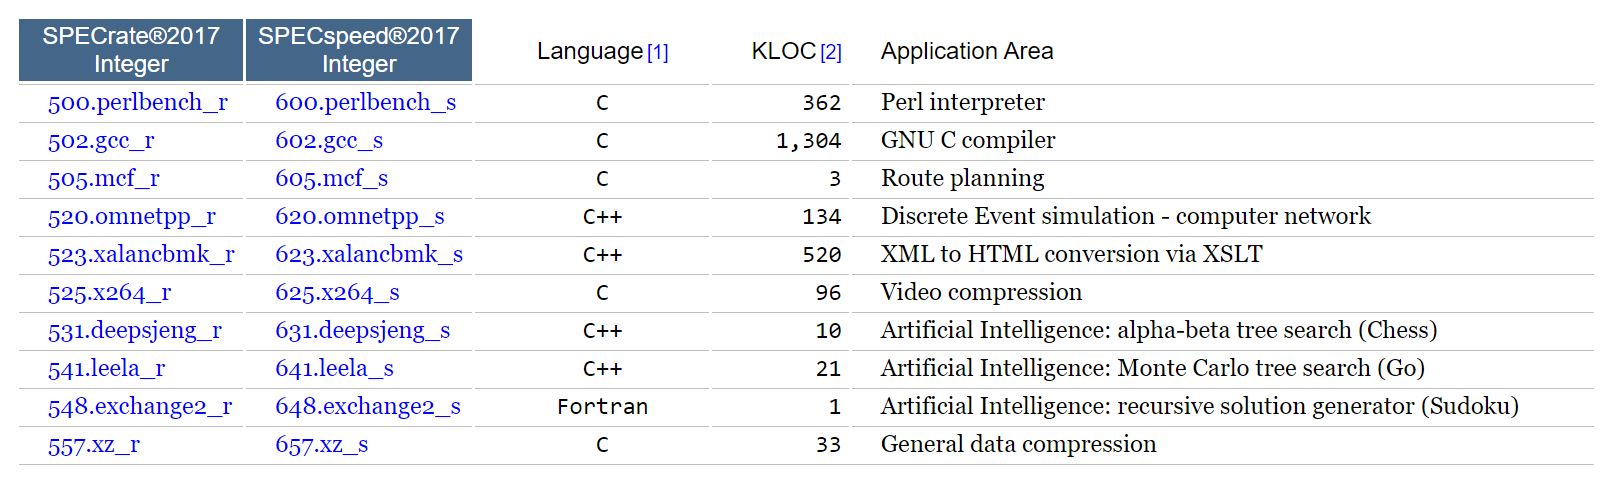 SPECrate®2017 Integer SPECspeed®2017 Integer Language[1] KLOC[2] Application Area
500.perlbench_r 600.perlbench_s C 362 Perl interpreter
502.gcc_r 602.gcc_s C 1,304 GNU C compiler
505.mcf_r 605.mcf_s C 3 Route planning
520.omnetpp_r 620.omnetpp_s C++ 134 Discrete Event simulation - computer network
523.xalancbmk_r 623.xalancbmk_s C++ 520 XML to HTML conversion via XSLT
525.x264_r 625.x264_s C 96 Video compression
531.deepsjeng_r 631.deepsjeng_s C++ 10 Artificial Intelligence: alpha-beta tree search (Chess)
541.leela_r 641.leela_s C++ 21 Artificial Intelligence: Monte Carlo tree search (Go)
548.exchange2_r 648.exchange2_s Fortran 1 Artificial Intelligence: recursive solution generator (Sudoku)
557.xz_r 657.xz_s C 33 General data compression